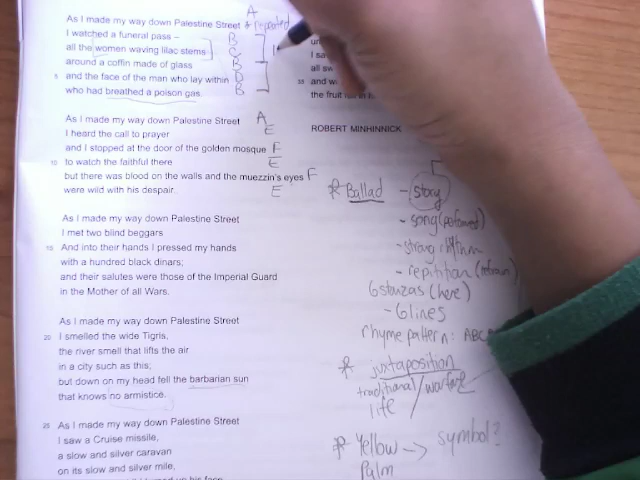 A
As I made my way down Palestine Street * repeated
I watched a funeral pass – B
all the women waving lilac stems C
around a coffin made of glass B
5 and the face of the man who lay within D
who had breathed a poison gas. B
As I made my way down Palestine Street A
I heard the call to prayer E
and I stopped at the door of the golden mosque F
10 to watch the faithful there E
but there was blood on the walls and the muezzin's eyes F
were wild with his despair. E
As I made my way down Palestine Street
I met two blind beggars
15 And into their hands I pressed my hands
with a hundred black dinars;
and their salutes were those of the Imperial Guard
in the Mother of all Wars.
As I made my way down Palestine Street
20 I smelled the wide Tigris,
the river smell that lifts the air
in a city such as this;
but down on my head fell the barbarian sun
that knows no armistice.
25 As I made my way down Palestine Street
I saw a Cruise missile,
a slow and silver caravan
on its slow and silver mile,
I sa
all sw
and w
the fruit
ROBERT MINHINNICK
* Ballad - story
- song (performed)
- strong rhythm
- repitition (refrain)
6 stanzas (here)
- 6 lines
rhyme pattern: ABC
* juxtaposition
traditional / warfare
life
* Yellow → symbol?
Palm